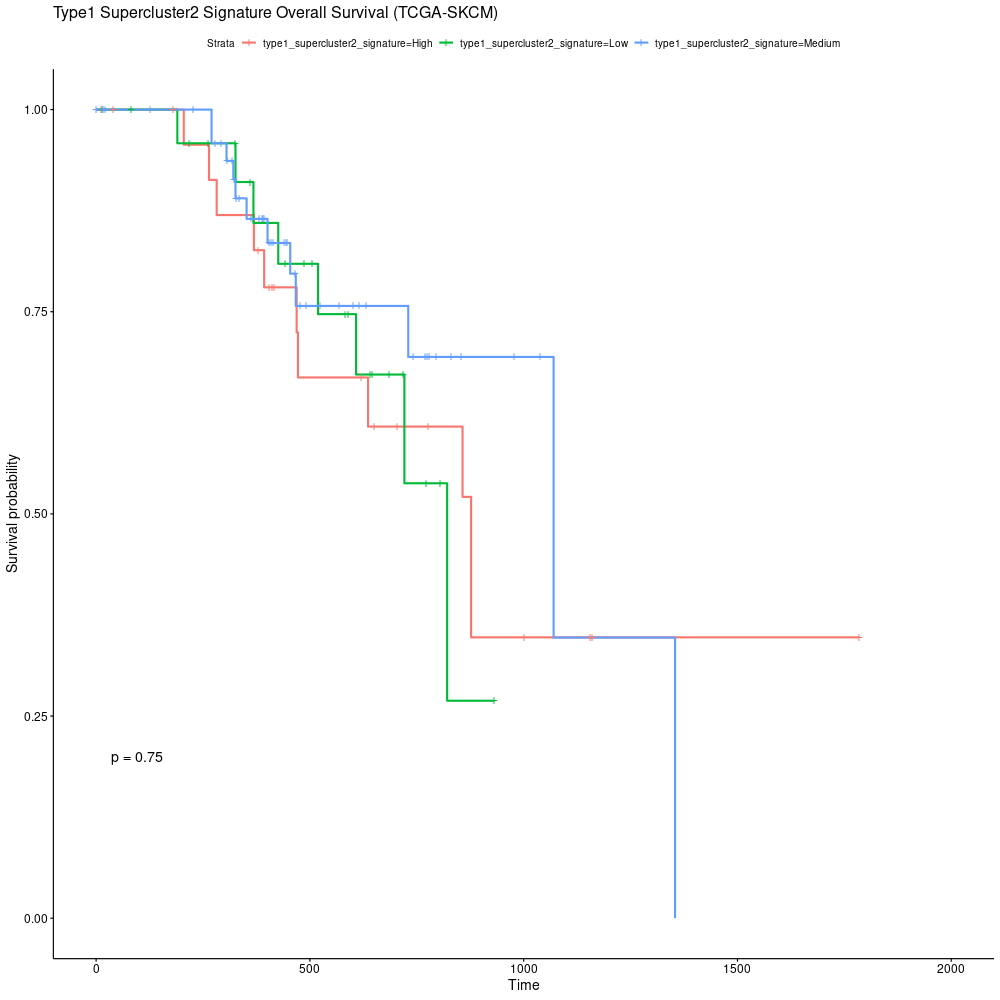 Type1 Supercluster2 Signature Overall Survival (TCGA-SKCM)
Strata type1_supercluster2_signature=High type1_supercluster2_signature=Low type1_supercluster2_signature=Medium
1.00
0.75
Survival probability
0.50
0.25
p = 0.75
0.00
0 500 1000 1500 2000
Time